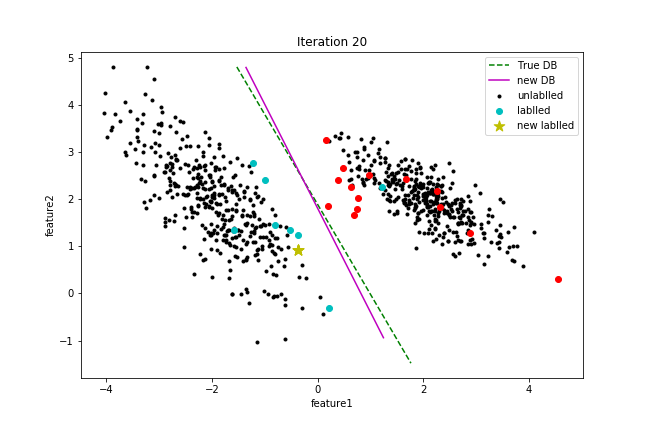 Iteration 20
True DB
new DB
unlablled
lablled
new lablled
5
4
3
2
1
0
−1
feature2
−4
−2
0
2
4
feature1